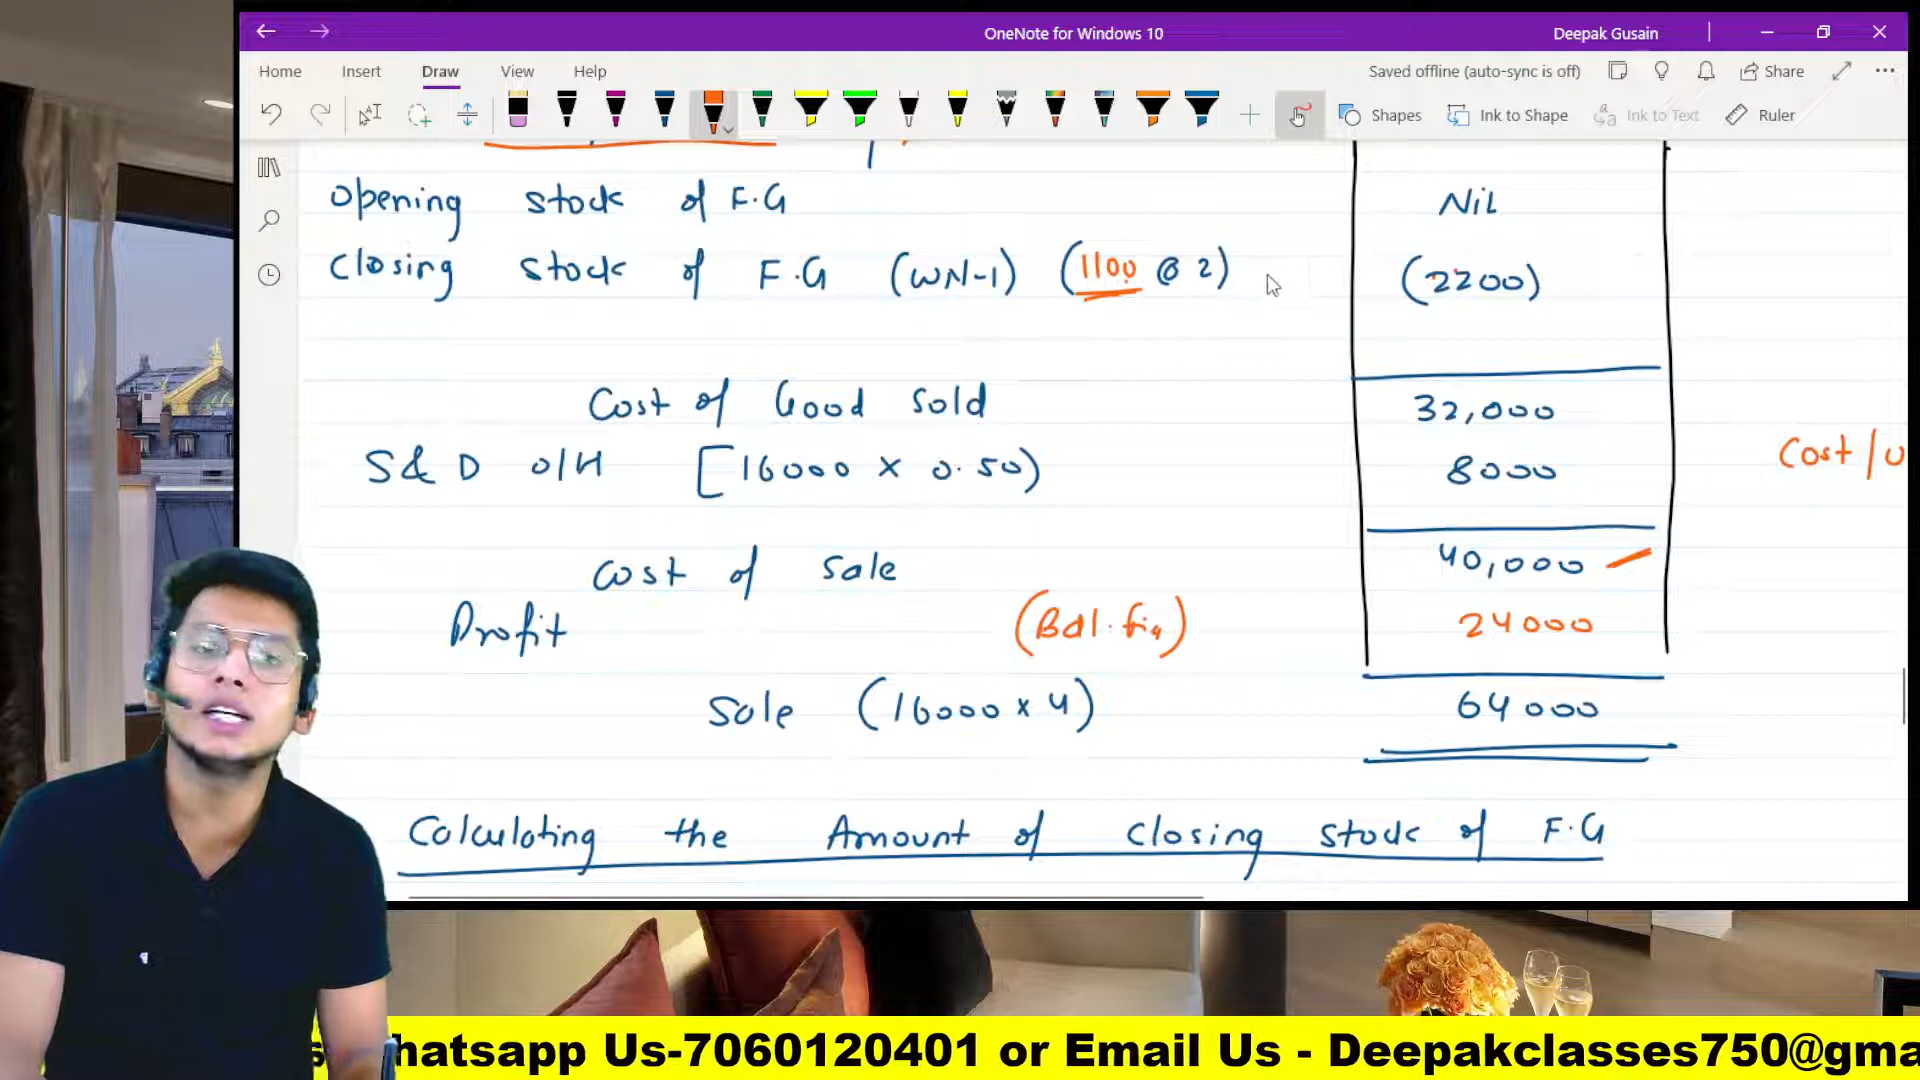 OneNote for Windows 10
Deepak Gusain
Home Insert Draw View Help
Saved offline (auto-sync is off) Share
Shapes Ink to Shape Ink to Text Ruler
Opening stock of F.G Nil
Closing stock of F.G (WN-1) (1100 @ 2) (2200)
Cost of Good Sold 32,000
S & D O/H [16000 x 0.50) 8000
Cost/U
Cost of Sale 40,000
Profit (Bal. fig) 24000
Sale (16000 x 4) 64000
Calculating the Amount of Closing Stock of F.G
hatsapp Us-7060120401 or Email Us - Deepakclasses750@gma